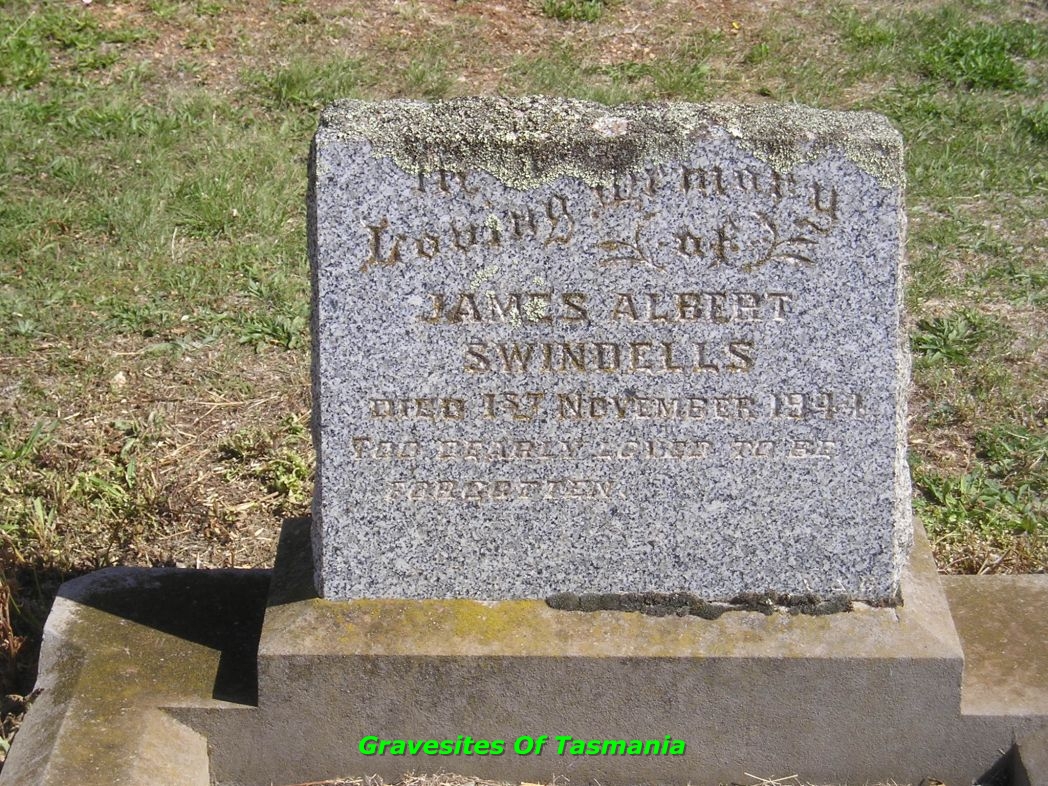 In Memory
Loving of
JAMES ALBERT
SWINDELLS
DIED 1ST NOVEMBER 1944.
TOO DEARLY LOVED TO BE
FORGOTTEN.
Gravesites Of Tasmania